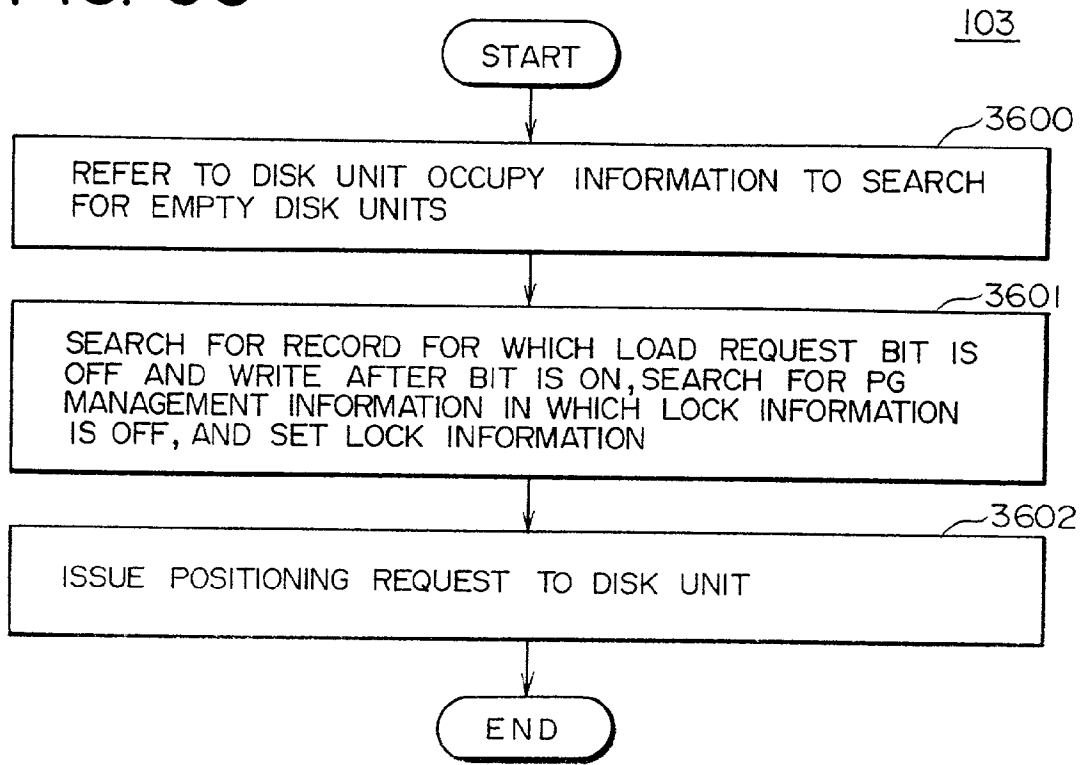 103
START
3600
REFER TO DISK UNIT OCCUPY INFORMATION TO SEARCH
FOR EMPTY DISK UNITS
3601
SEARCH FOR RECORD FOR WHICH LOAD REQUEST BIT IS
OFF AND WRITE AFTER BIT IS ON, SEARCH FOR PG
MANAGEMENT INFORMATION IN WHICH LOCK INFORMATION
IS OFF, AND SET LOCK INFORMATION
3602
ISSUE POSITIONING REQUEST TO DISK UNIT
END